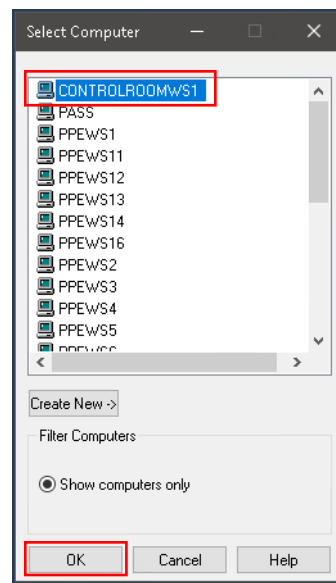 Select Computer
CONTROLROOMWS1
PASS
PPEWS1
PPEWS11
PPEWS12
PPEWS13
PPEWS14
PPEWS16
PPEWS2
PPEWS3
PPEWS4
PPEWS5
Create New ->
Filter Computers
Show computers only
OK Cancel Help